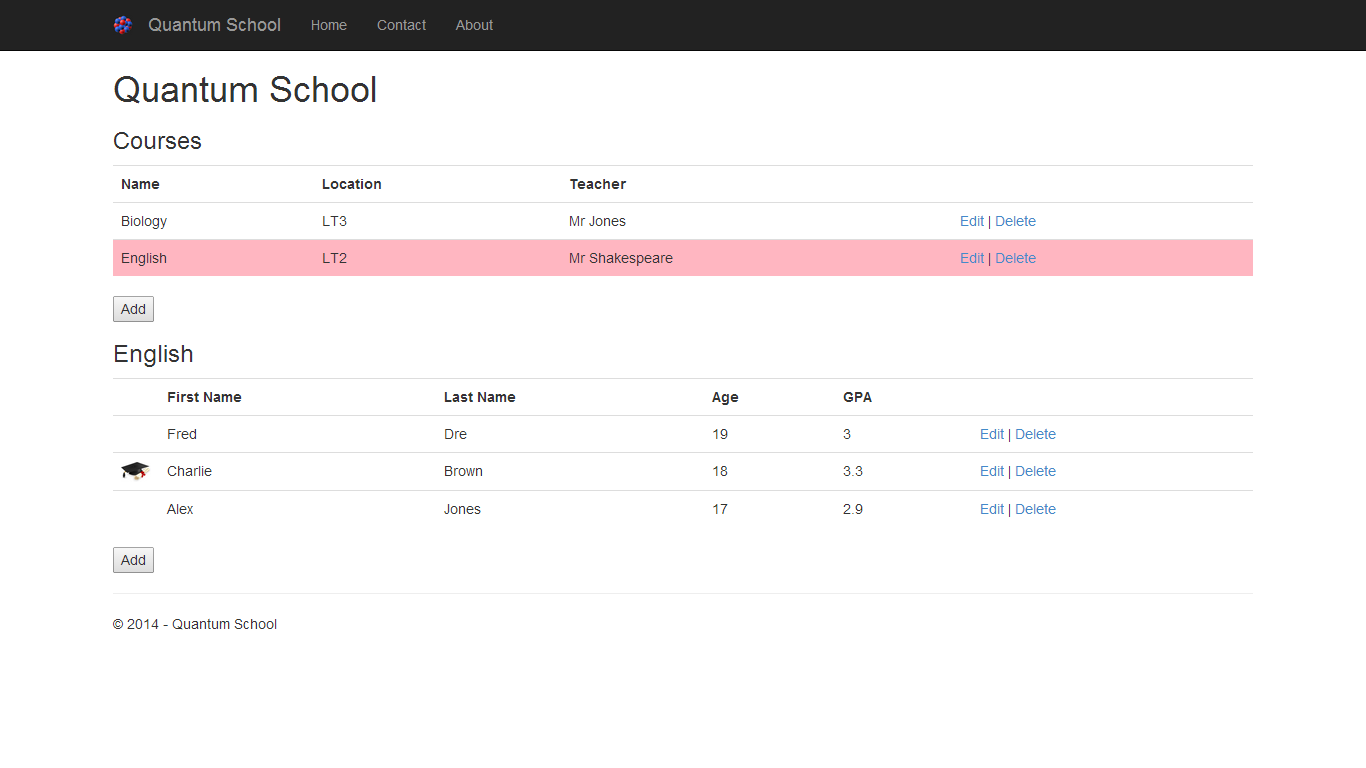 Quantum School Home Contact About
Quantum School
Courses
Name Location Teacher
Biology LT3 Mr Jones Edit | Delete
English LT2 Mr Shakespeare Edit | Delete
Add
English
First Name Last Name Age GPA
Fred Dre 19 3 Edit | Delete
Charlie Brown 18 3.3 Edit | Delete
Alex Jones 17 2.9 Edit | Delete
Add
© 2014 - Quantum School